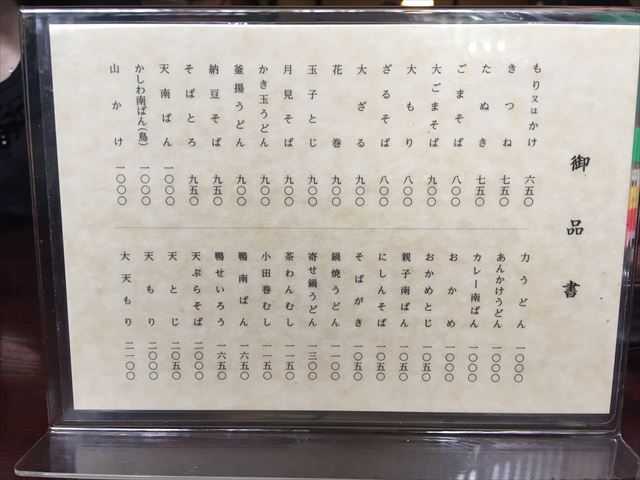 御品書
もり又はかけ 六五〇
きつね 七五〇
たぬき 七五〇
ごまそば 八〇〇
大ごまそば 九〇〇
大もり 八〇〇
ざるそば 八〇〇
大ざる 九〇〇
花巻 九〇〇
玉子とじ 九〇〇
月見そば 九〇〇
かき玉うどん 九〇〇
釜揚うどん 九〇〇
納豆そば 九五〇
そばとろ 九五〇
天南ばん 一〇〇〇
かしわ南ばん(鳥) 一〇〇〇
山かけ 一〇〇〇
力うどん 一〇〇〇
あんかけうどん 一〇〇〇
カレー南ばん 一〇〇〇
おかめ 一〇〇〇
おかめとじ 一〇五〇
親子南ばん 一〇五〇
にしんそば 一〇五〇
そばがき 一〇五〇
鍋焼うどん 一一〇〇
寄せ鍋うどん 一三〇〇
茶わんむし 一一五〇
小田巻むし 一一五〇
鴨南ばん 一六五〇
鴨せいろう 一六五〇
天ぷらそば 二〇〇〇
天とじ 二〇五〇
天もり 二〇〇〇
大天もり 二一〇〇